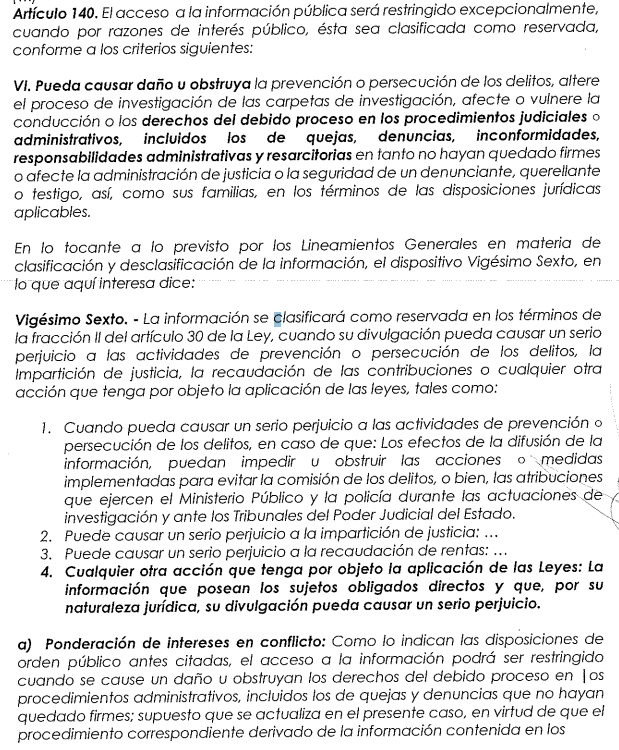 Artículo 140. El acceso a la información pública será restringido excepcionalmente,
cuando por razones de interés público, ésta sea clasificada como reservada,
conforme a los criterios siguientes:
VI. Pueda causar daño u obstruya la prevención o persecución de los delitos, altere
el proceso de investigación de las carpetas de investigación, afecte o vulnere la
conducción o los derechos del debido proceso en los procedimientos judiciales o
administrativos, incluidos los de quejas, denuncias, inconformidades,
responsabilidades administrativas y resarcitorias en tanto no hayan quedado firmes
o afecte la administración de justicia o la seguridad de un denunciante, querellante
o testigo, así, como sus familias, en los términos de las disposiciones jurídicas
aplicables.
En lo tocante a lo previsto por los Lineamientos Generales en materia de
clasificación y desclasificación de la información, el dispositivo Vigésimo Sexto, en
lo que aquí interesa dice:
Vigésimo Sexto. - La información se clasificará como reservada en los términos de
la fracción II del artículo 30 de la Ley, cuando su divulgación pueda causar un serio
perjuicio a las actividades de prevención o persecución de los delitos, la
Impartición de justicia, la recaudación de las contribuciones o cualquier otra
acción que tenga por objeto la aplicación de las leyes, tales como:
1. Cuando pueda causar un serio perjuicio a las actividades de prevención o
persecución de los delitos, en caso de que: Los efectos de la difusión de la
información, puedan impedir u obstruir las acciones o medidas
implementadas para evitar la comisión de los delitos, o bien, las atribuciones
que ejercen el Ministerio Público y la policía durante las actuaciones de
investigación y ante los Tribunales del Poder Judicial del Estado.
2. Puede causar un serio perjuicio a la impartición de justicia: ...
3. Puede causar un serio perjuicio a la recaudación de rentas: ...
4. Cualquier otra acción que tenga por objeto la aplicación de las Leyes: La
información que posean los sujetos obligados directos y que, por su
naturaleza jurídica, su divulgación pueda causar un serio perjuicio.
a) Ponderación de intereses en conflicto: Como lo indican las disposiciones de
orden público antes citadas, el acceso a la información podrá ser restringido
cuando se cause un daño u obstruyan los derechos del debido proceso en los
procedimientos administrativos, incluidos los de quejas y denuncias que no hayan
quedado firmes; supuesto que se actualiza en el presente caso, en virtud de que el
procedimiento correspondiente derivado de la información contenida en los